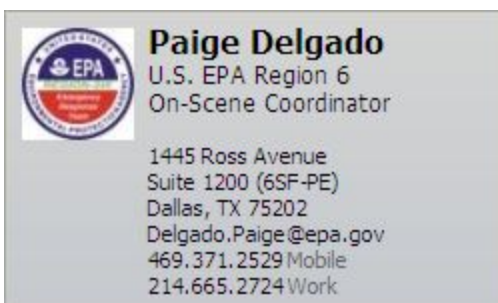 EPA
Paige Delgado
U.S. EPA Region 6
On-Scene Coordinator
1445 Ross Avenue
Suite 1200 (6SF-PE)
Dallas, TX 75202
Delgado.Paige@epa.gov
469.371.2529 Mobile
214.665.2724 Work